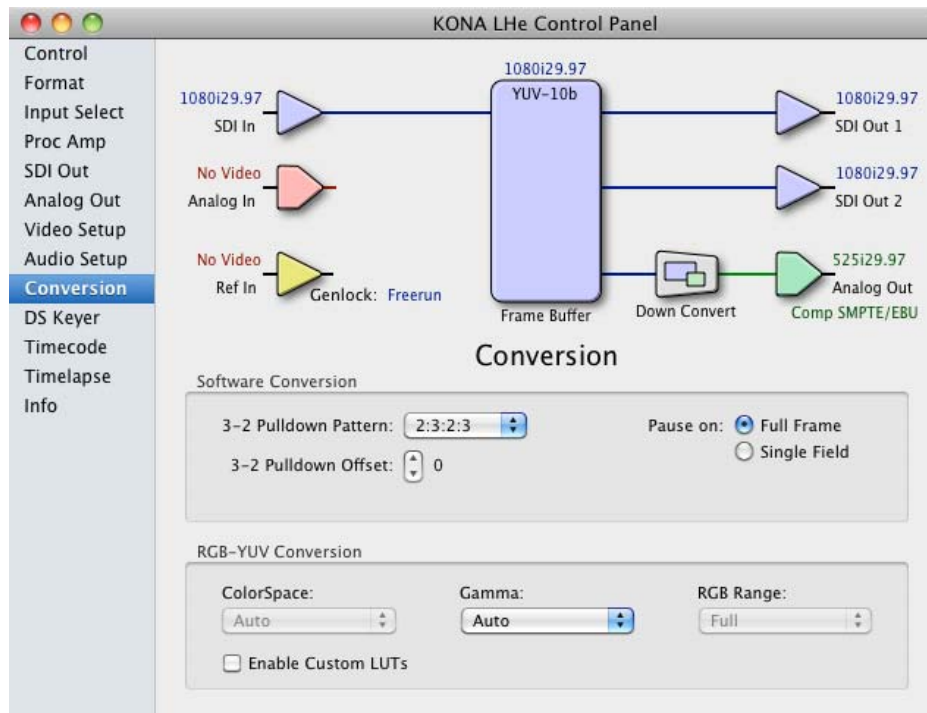 KONA LHe Control Panel
Control
Format
Input Select
Proc Amp
SDI Out
Analog Out
Video Setup
Audio Setup
Conversion
DS Keyer
Timecode
Timelapse
Info
1080i29.97
YUV-10b
1080i29.97
SDI In
1080i29.97
SDI Out 1
No Video
Analog In
1080i29.97
SDI Out 2
No Video
Ref In
Genlock: Freerun
Frame Buffer
Down Convert
525i29.97
Analog Out
Comp SMPTE/EBU
Conversion
Software Conversion
3-2 Pulldown Pattern: 2:3:2:3
Pause on: Full Frame
Single Field
3-2 Pulldown Offset: 0
RGB-YUV Conversion
ColorSpace: Gamma: RGB Range:
Auto Auto Full
Enable Custom LUTs